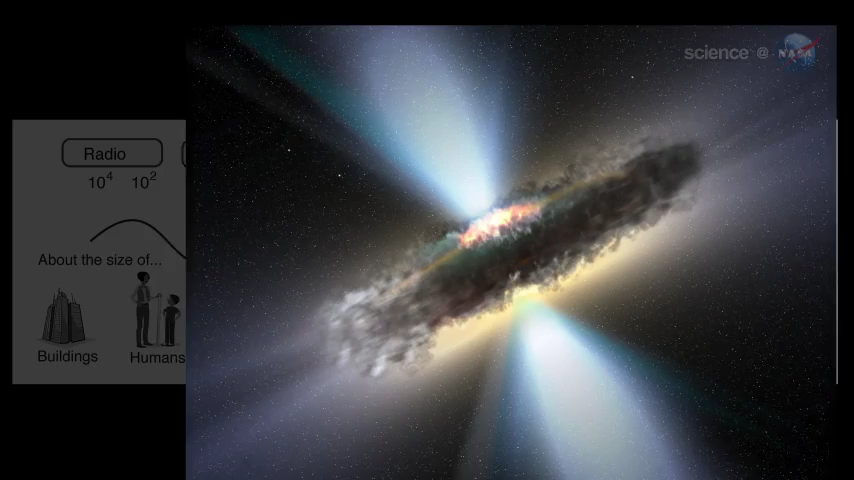 science @ NASA
Radio
10⁴ 10²
About the size of...
Buildings Humans